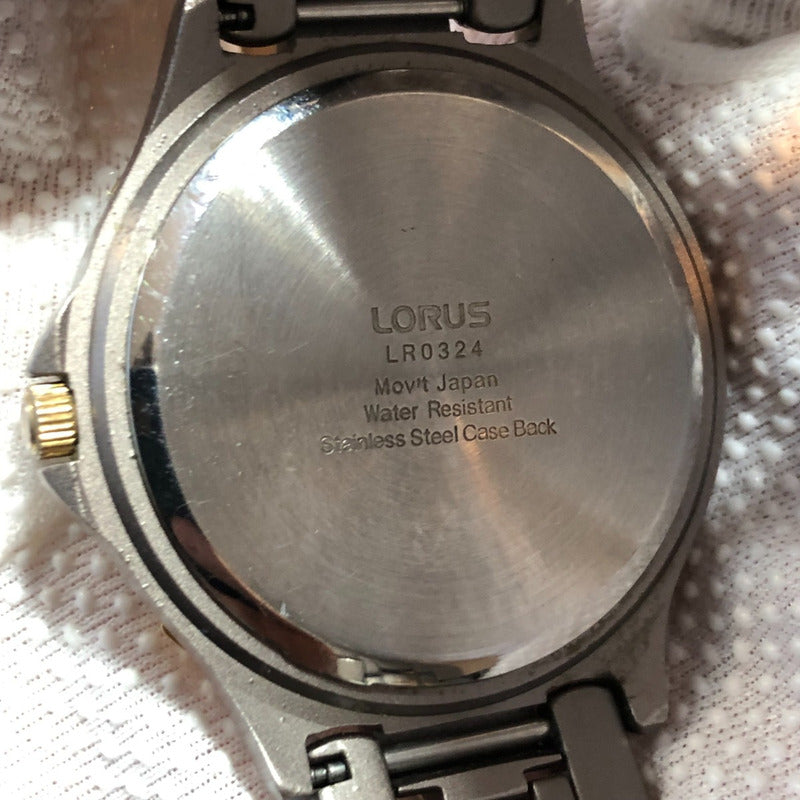 LORUS
LR0324
Mov't Japan
Water Resistant
Stainless Steel Case Back